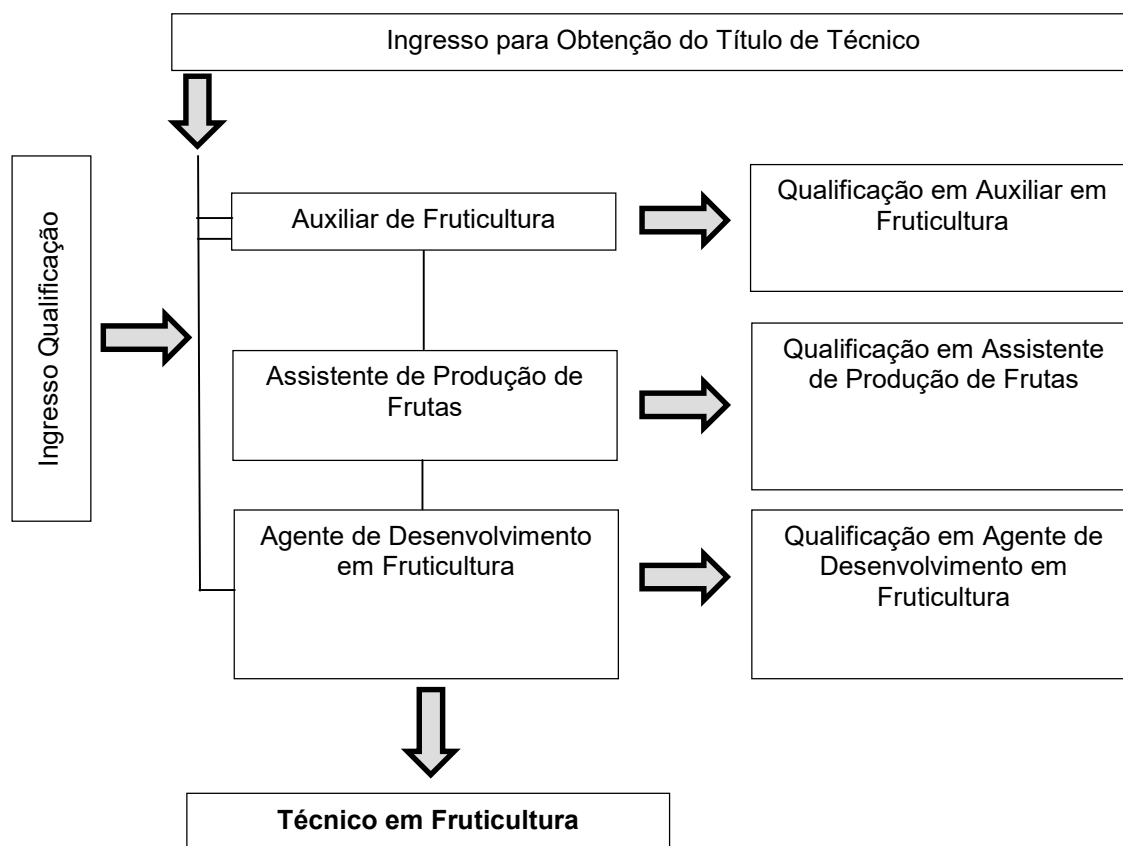 Ingresso para Obtenção do Título de Técnico
Ingresso Qualificação
Auxiliar de Fruticultura
Qualificação em Auxiliar em
Fruticultura
Assistente de Produção de
Frutas
Qualificação em Assistente
de Produção de Frutas
Agente de Desenvolvimento
em Fruticultura
Qualificação em Agente de
Desenvolvimento em
Fruticultura
Técnico em Fruticultura